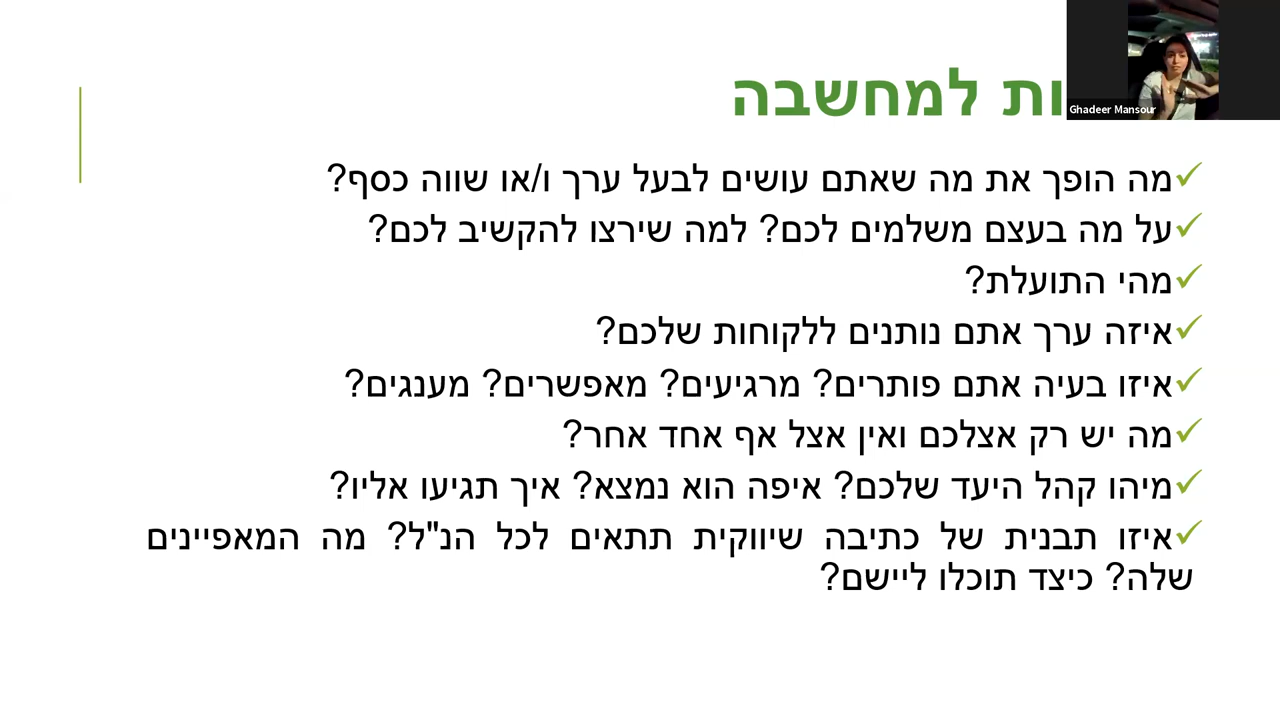 למחשבה
Ghadeer Mansour
✓מה הופך את מה שאתם עושים לבעל ערך ו/או שווה כסף?
✓על מה בעצם משלמים לכם? למה שירצו להקשיב לכם?
✓מהי התועלת?
✓איזה ערך אתם נותנים ללקוחות שלכם?
✓איזו בעיה אתם פותרים? מרגיעים? מאפשרים? מענגים?
✓מה יש רק אצלכם ואין אצל אף אחד אחר?
✓מיהו קהל היעד שלכם? איפה הוא נמצא? איך תגיעו אליו?
✓איזו תבנית של כתיבה שיווקית תתאים לכל הנ"ל? מה המאפיינים
שלה? כיצד תוכלו ליישם?